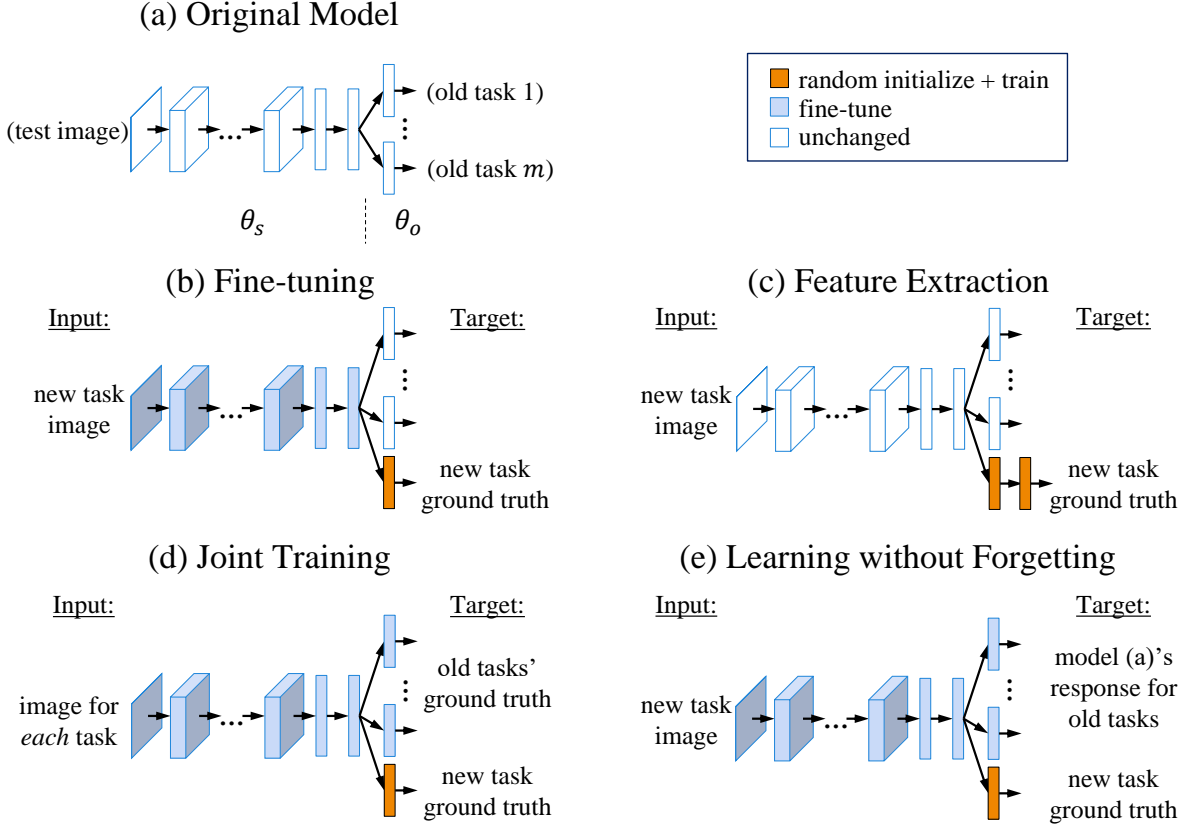 (a) Original Model
(test image)
...
(old task 1)
⋮
(old task m)
θs
θo
random initialize + train
fine-tune
unchanged
(b) Fine-tuning
Input:
Target:
new task
image
...
⋮
new task
ground truth
(c) Feature Extraction
Input:
Target:
new task
image
...
⋮
new task
ground truth
(d) Joint Training
Input:
Target:
image for
each task
...
old tasks’
ground truth
⋮
new task
ground truth
(e) Learning without Forgetting
Input:
Target:
new task
image
...
⋮
model (a)’s
response for
old tasks
new task
ground truth